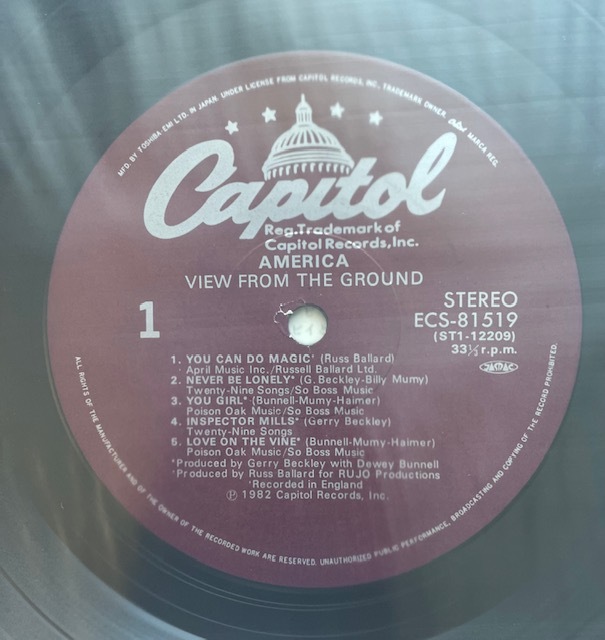 MFD. BY TOSHIBA-EMI LTD. IN JAPAN, UNDER LICENSE FROM CAPITOL RECORDS, INC., TRADEMARK OWNER, MARCA REG.
Capitol
Reg. Trademark of
Capitol Records, Inc.
AMERICA
VIEW FROM THE GROUND
1
STEREO
ECS-81519
(ST1-12209)
33⅓ r.p.m.
JASRAC
1. YOU CAN DO MAGIC' (Russ Ballard)
April Music Inc./Russell Ballard Ltd.
2. NEVER BE LONELY* (G. Beckley-Billy Mumy)
Twenty-Nine Songs/So Boss Music
3. YOU GIRL* (Bunnell-Mumy-Haimer)
Poison Oak Music/So Boss Music
4. INSPECTOR MILLS* (Gerry Beckley)
Twenty-Nine Songs
5. LOVE ON THE VINE* (Bunnell-Mumy-Haimer)
Poison Oak Music/So Boss Music
*Produced by Gerry Beckley with Dewey Bunnell
'Produced by Russ Ballard for RUJO Productions
'Recorded in England
Ⓟ 1982 Capitol Records, Inc.
ALL RIGHTS OF THE MANUFACTURER AND OF THE OWNER OF THE RECORDED WORK ARE RESERVED. UNAUTHORIZED PUBLIC PERFORMANCE, BROADCASTING AND COPYING OF THE RECORD PROHIBITED.